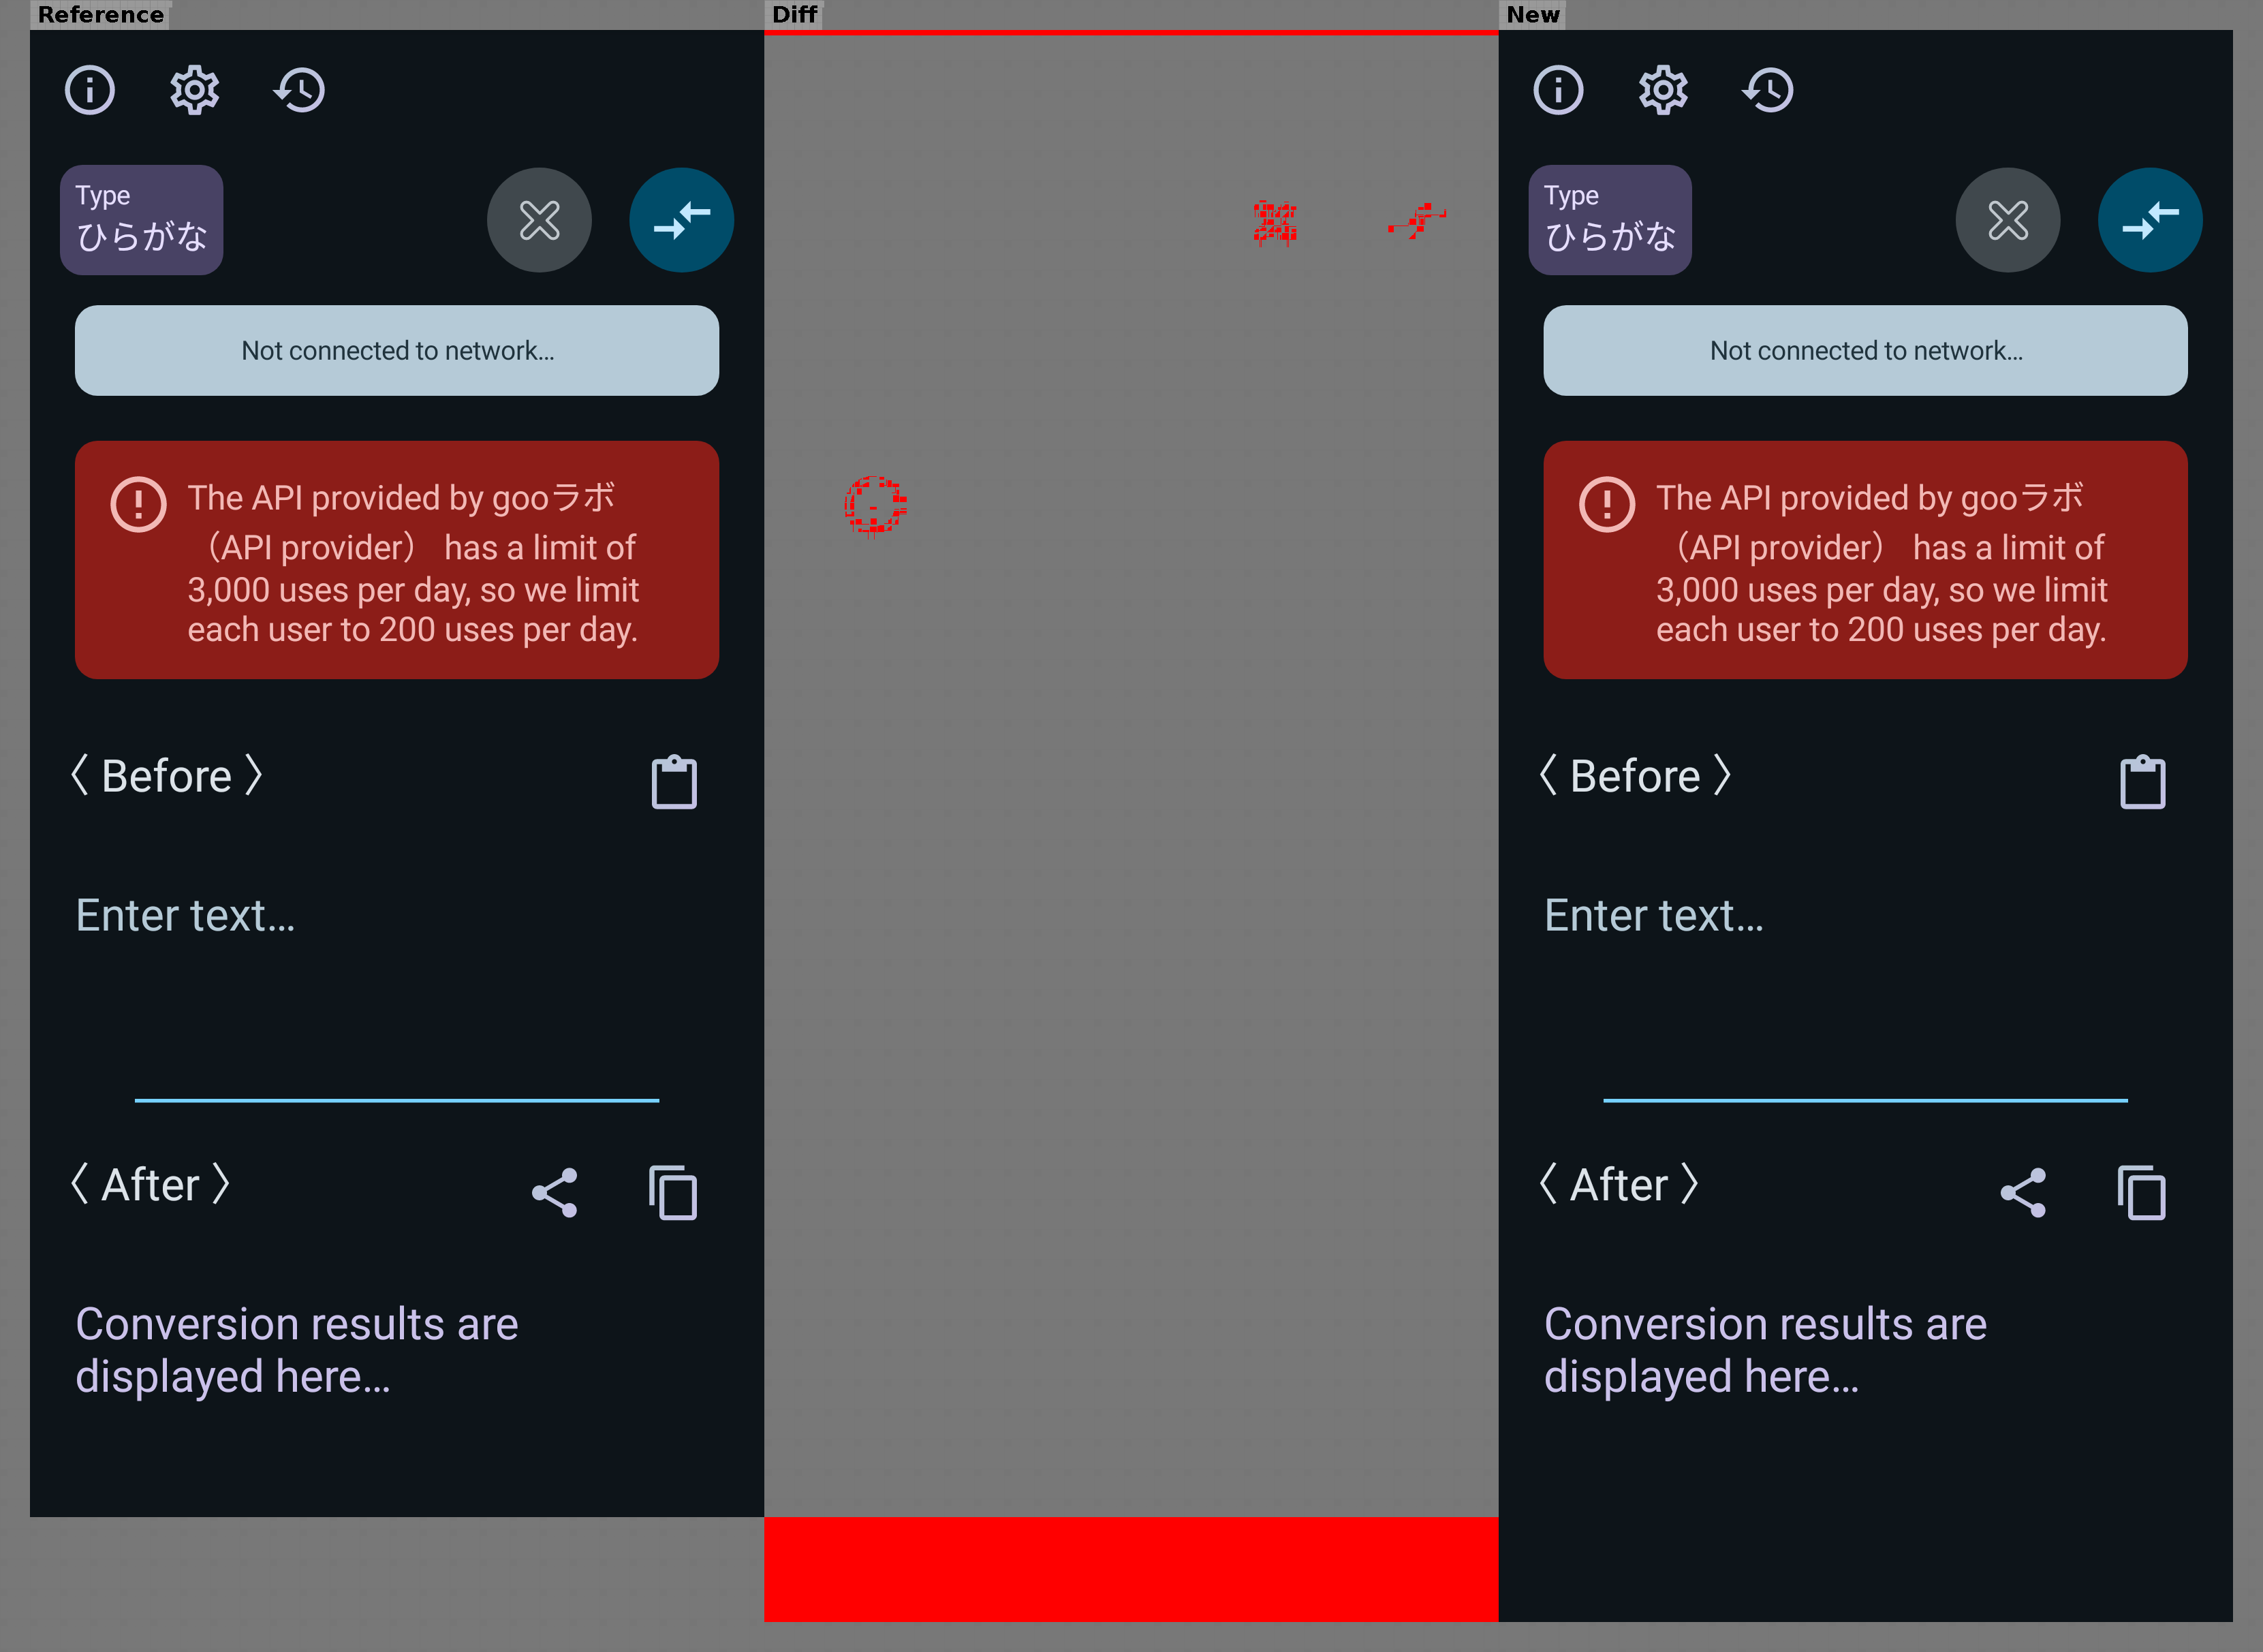 Reference
Diff
New
Type
ひらがな
Not connected to network…
The API provided by gooラボ
（API provider） has a limit of
3,000 uses per day, so we limit
each user to 200 uses per day.
〈 Before 〉
Enter text…
〈 After 〉
Conversion results are
displayed here…
Type
ひらがな
Not connected to network…
The API provided by gooラボ
（API provider） has a limit of
3,000 uses per day, so we limit
each user to 200 uses per day.
〈 Before 〉
Enter text…
〈 After 〉
Conversion results are
displayed here…